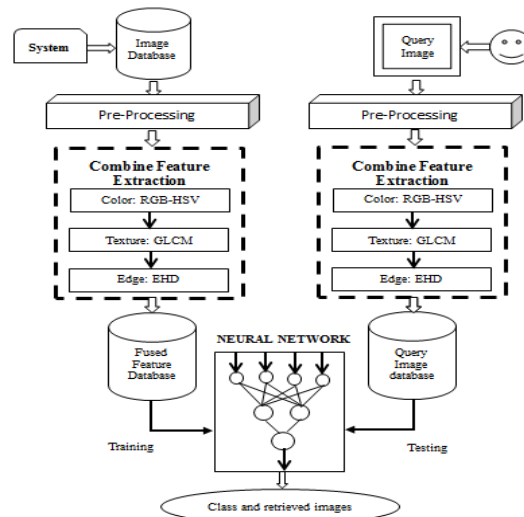 System
Image
Database
Query
Image
Pre-Processing
Pre-Processing
Combine Feature
Extraction
Color: RGB-HSV
Texture: GLCM
Edge: EHD
Combine Feature
Extraction
Color: RGB-HSV
Texture: GLCM
Edge: EHD
Fused
Feature
Database
NEURAL NETWORK
Query
Image
database
Training
Testing
Class and retrieved images